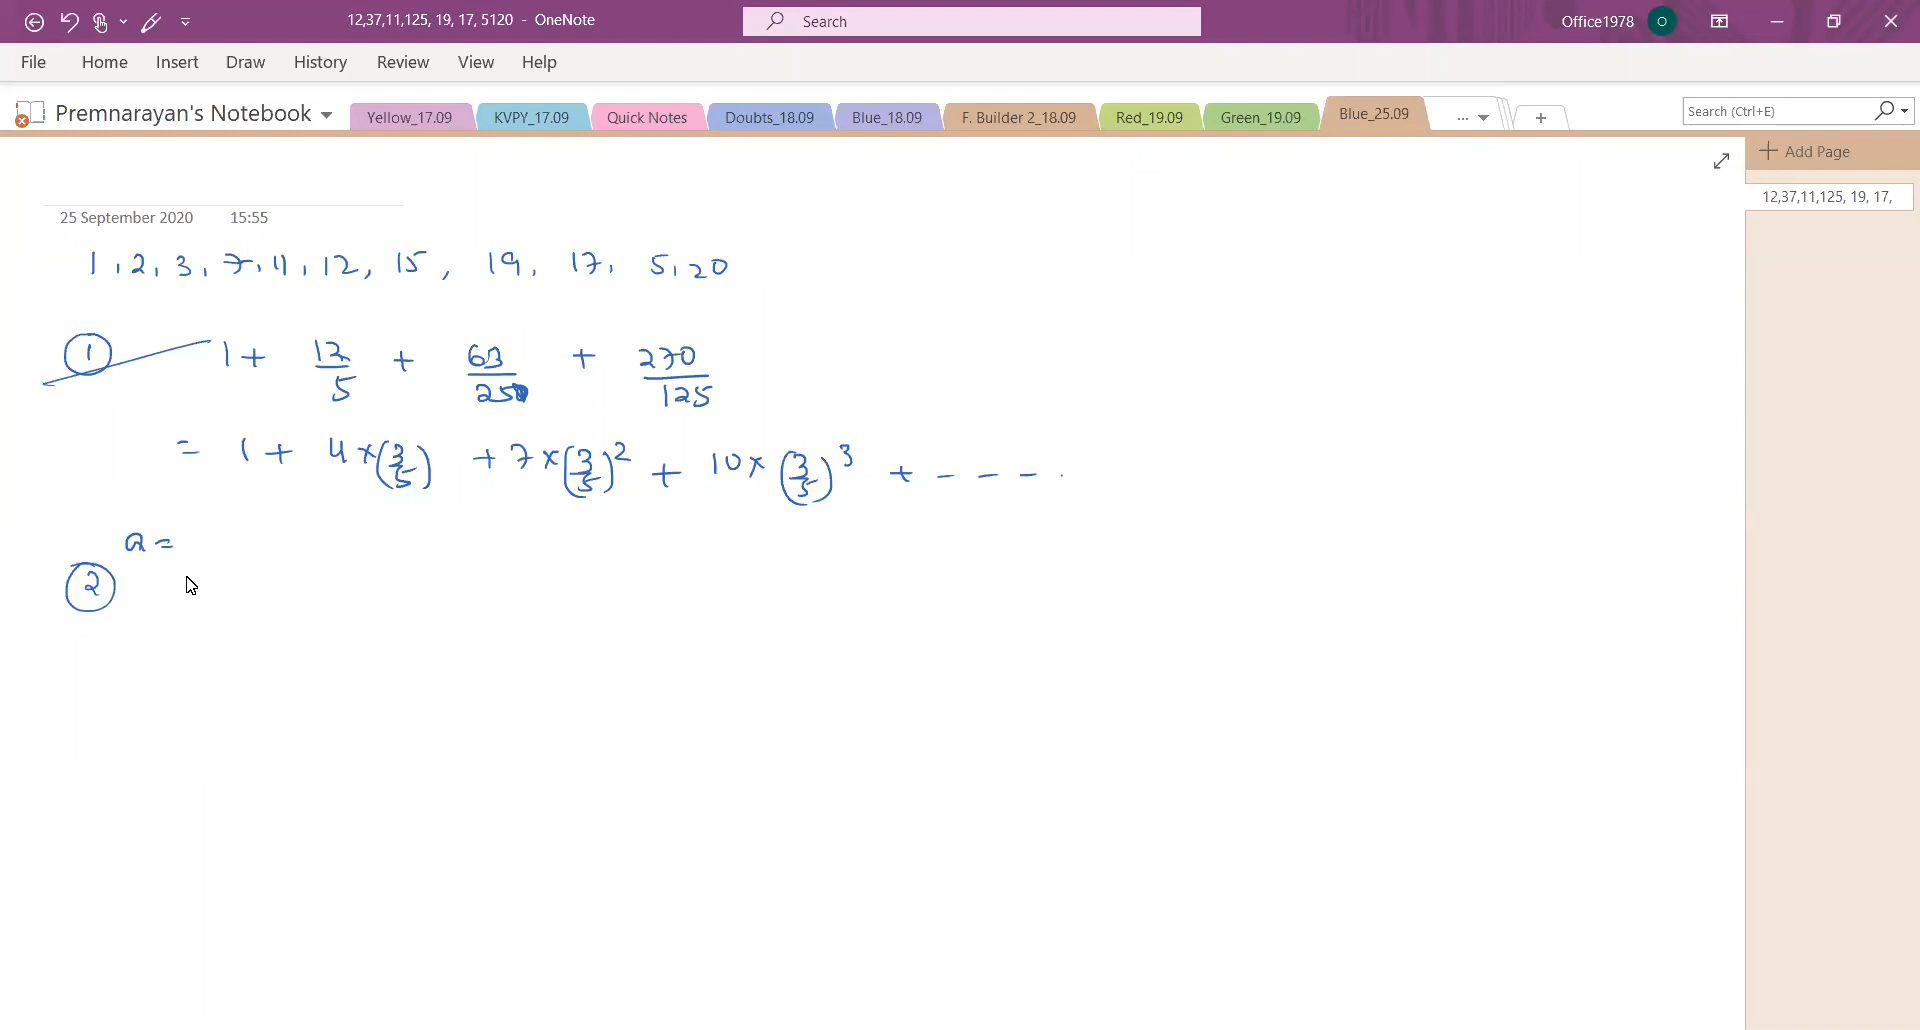 12,37,11,125, 19, 17, 5120 - OneNote
Search
Office1978
O
File Home Insert Draw History Review View Help
Premnarayan's Notebook
Yellow_17.09
KVPY_17.09
Quick Notes
Doubts_18.09
Blue_18.09
F. Builder 2_18.09
Red_19.09
Green_19.09
Blue_25.09
...
+
Search (Ctrl+E)
+ Add Page
12,37,11,125, 19, 17,
25 September 2020 15:55
1, 2, 3, 7, 11, 12, 15, 19, 17, 5, 20
① 1 + 12/5 + 63/25 + 270/125
= 1 + 4×(3/5) + 7×(3/5)² + 10×(3/5)³ + - - - .
a =
②